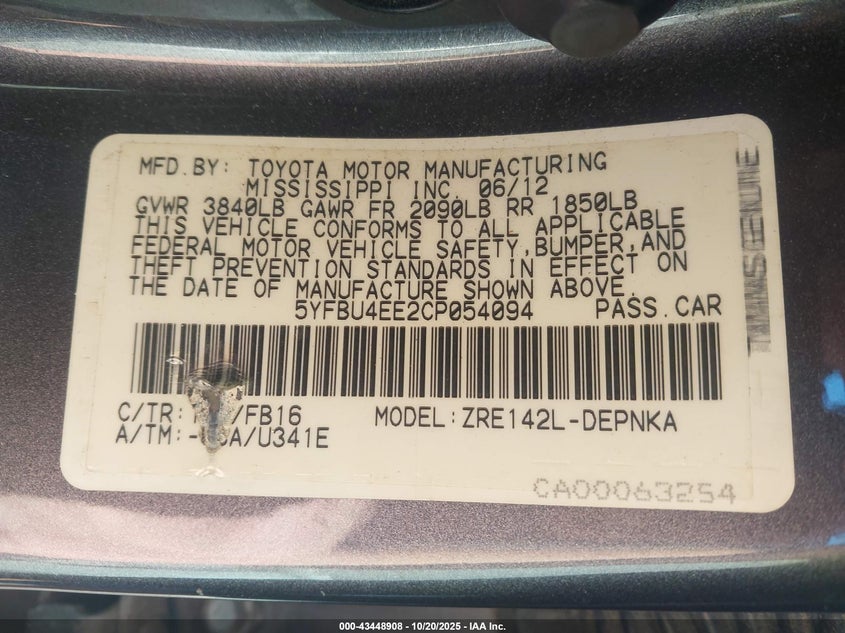 MFD.BY: TOYOTA MOTOR MANUFACTURING
MISSISSIPPI INC. 06/12
GVWR 3840LB GAWR FR 2090LB RR 1850LB
THIS VEHICLE CONFORMS TO ALL APPLICABLE
FEDERAL MOTOR VEHICLE SAFETY,BUMPER,AND
THEFT PREVENTION STANDARDS IN EFFECT ON
THE DATE OF MANUFACTURE SHOWN ABOVE.
5YFBU4EE2CP054094 PASS.CAR
C/TR: /FB16 MODEL:ZRE142L-DEPNKA
A/TM:- A/U341E
CA00063254
000-43448908 - 10/20/2025 - IAA Inc.